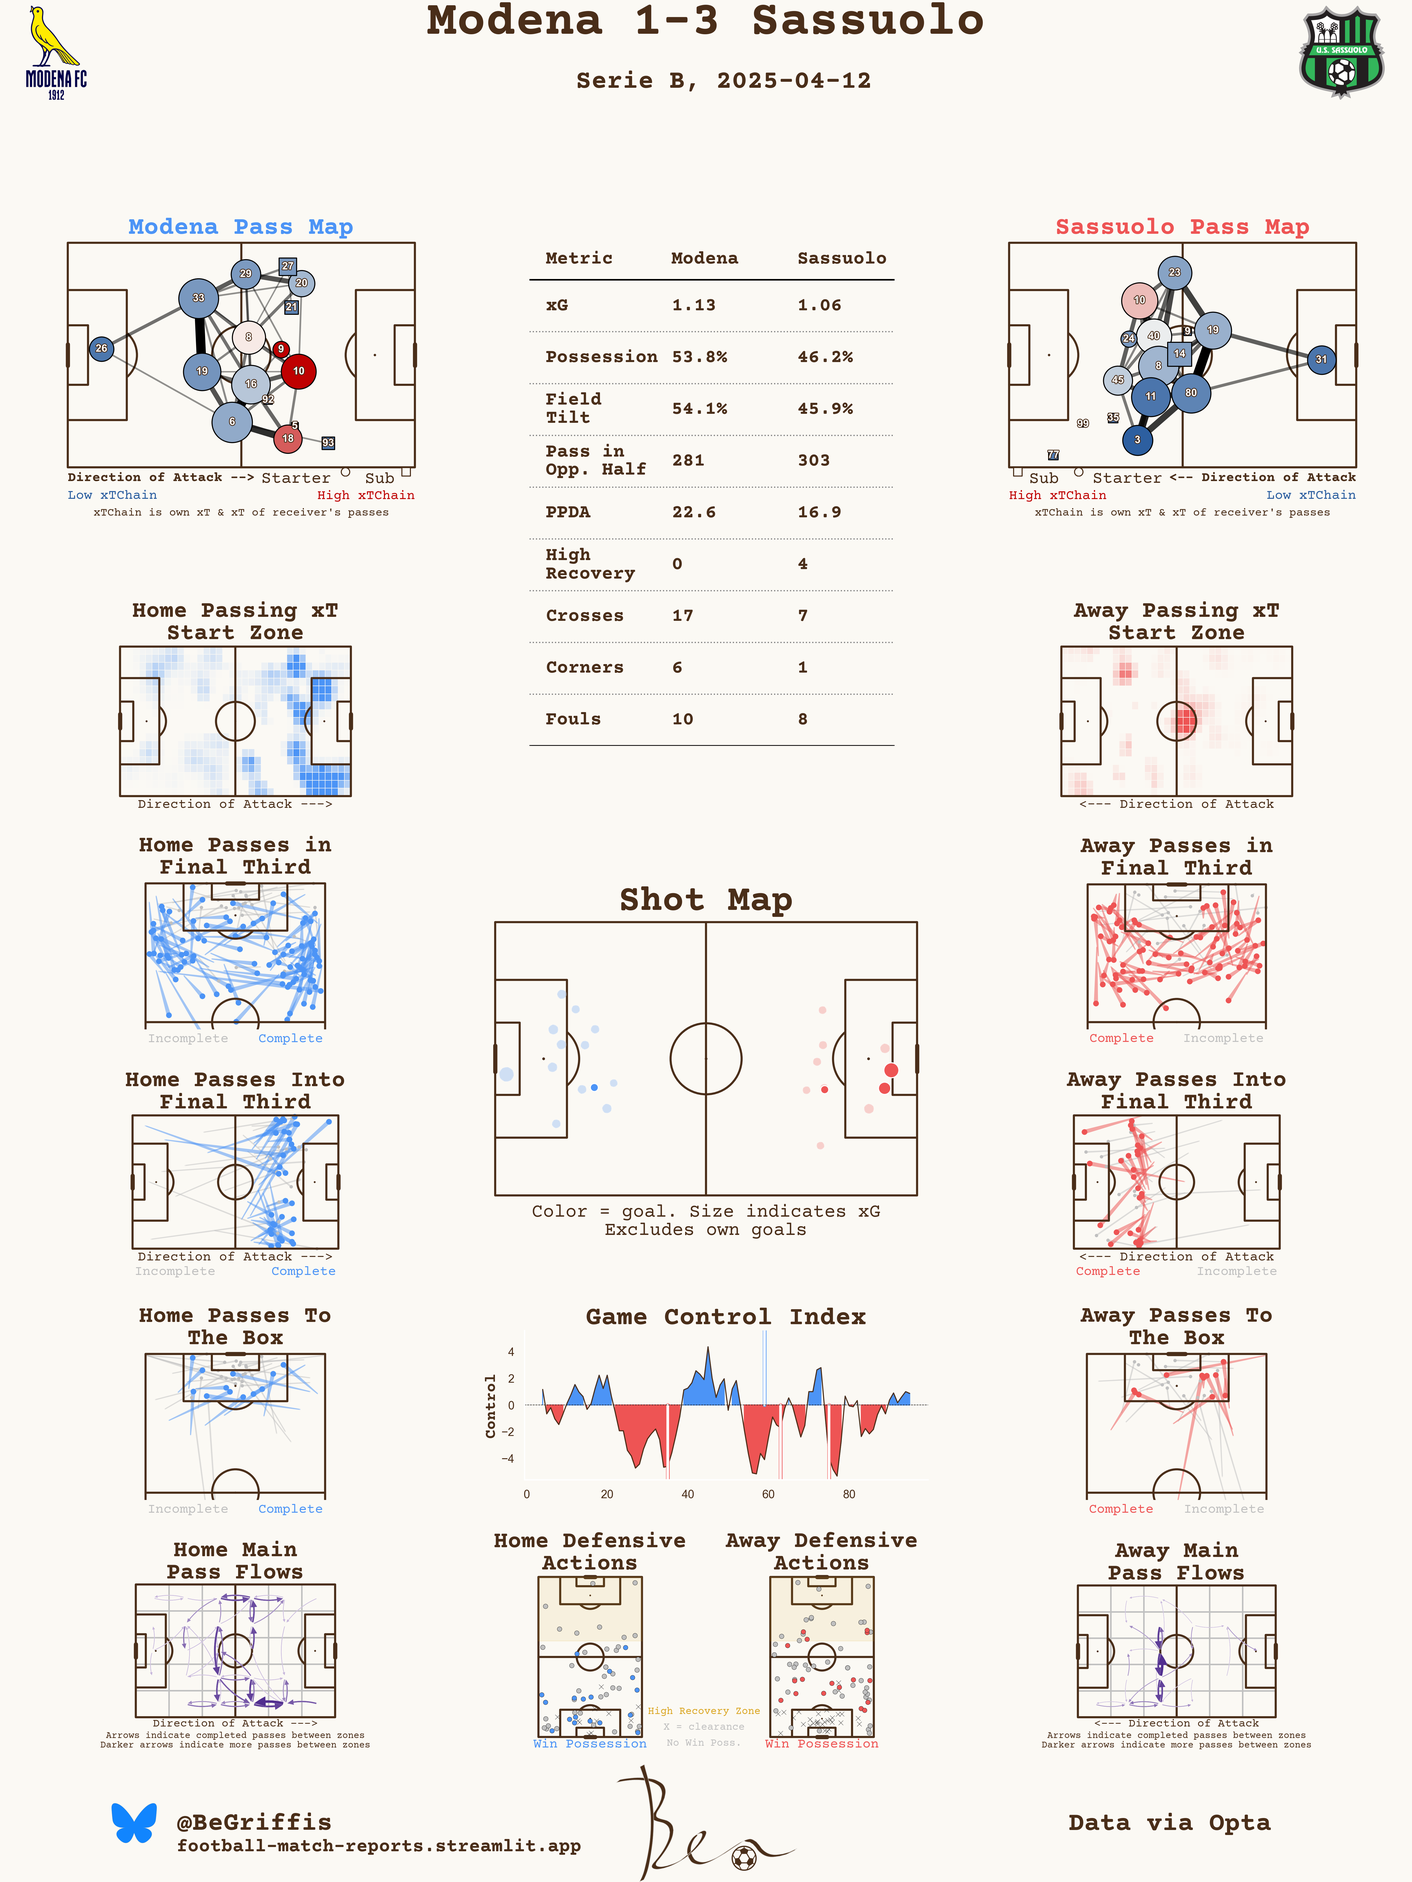 Modena 1-3 Sassuolo
Serie B, 2025-04-12
MODENA FC
1912
U.S. SASSUOLO
Modena Pass Map
26
33
29
27
20
21
8
9
10
19
16
92
6
5
18
93
Direction of Attack --> Starter Sub
Low xTChain High xTChain
xTChain is own xT & xT of receiver's passes
Metric Modena Sassuolo
xG 1.13 1.06
Possession 53.8% 46.2%
Field
Tilt 54.1% 45.9%
Pass in
Opp. Half 281 303
PPDA 22.6 16.9
High
Recovery 0 4
Crosses 17 7
Corners 6 1
Fouls 10 8
Sassuolo Pass Map
23
10
40
24
9
19
14
8
31
45
11
80
35
99
3
77
Sub Starter <-- Direction of Attack
High xTChain Low xTChain
xTChain is own xT & xT of receiver's passes
Home Passing xT
Start Zone
Direction of Attack --->
Away Passing xT
Start Zone
<--- Direction of Attack
Home Passes in
Final Third
Incomplete Complete
Away Passes in
Final Third
Complete Incomplete
Shot Map
Color = goal. Size indicates xG
Excludes own goals
Home Passes Into
Final Third
Direction of Attack --->
Incomplete Complete
Away Passes Into
Final Third
<--- Direction of Attack
Complete Incomplete
Home Passes To
The Box
Incomplete Complete
Game Control Index
Control
4
2
0
−2
−4
0 20 40 60 80
Away Passes To
The Box
Complete Incomplete
Home Main
Pass Flows
Direction of Attack --->
Arrows indicate completed passes between zones
Darker arrows indicate more passes between zones
Home Defensive
Actions
Win Possession
Away Defensive
Actions
Win Possession
High Recovery Zone
X = clearance
No Win Poss.
Away Main
Pass Flows
<--- Direction of Attack
Arrows indicate completed passes between zones
Darker arrows indicate more passes between zones
@BeGriffis
football-match-reports.streamlit.app
Ben
Data via Opta